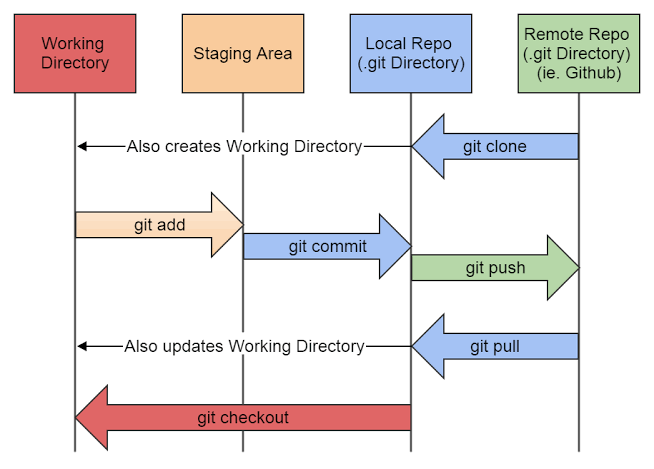 Working
Directory
Staging Area
Local Repo
(.git Directory)
Remote Repo
(.git Directory)
(ie. Github)
Also creates Working Directory
git clone
git add
git commit
git push
Also updates Working Directory
git pull
git checkout